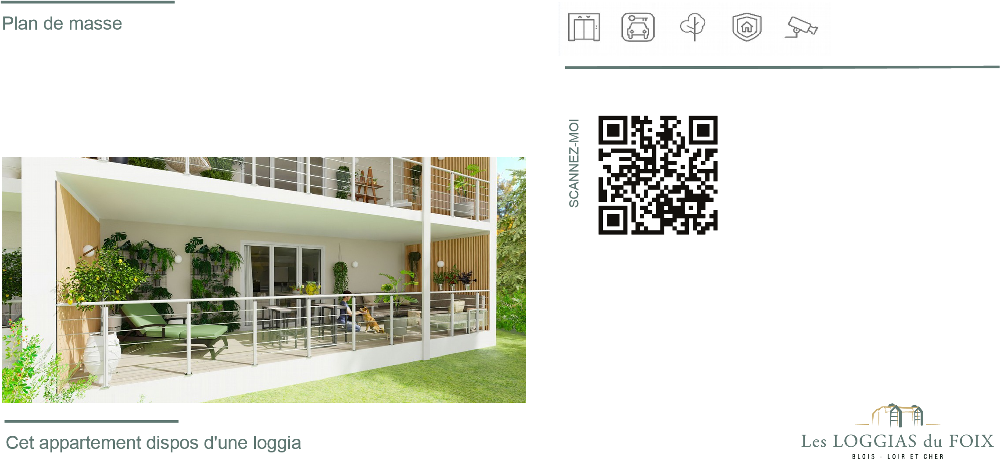 Plan de masse
SCANNEZ-MOI
Cet appartement dispos d'une loggia
Les LOGGIAS du FOIX
BLOIS - LOIR ET CHER